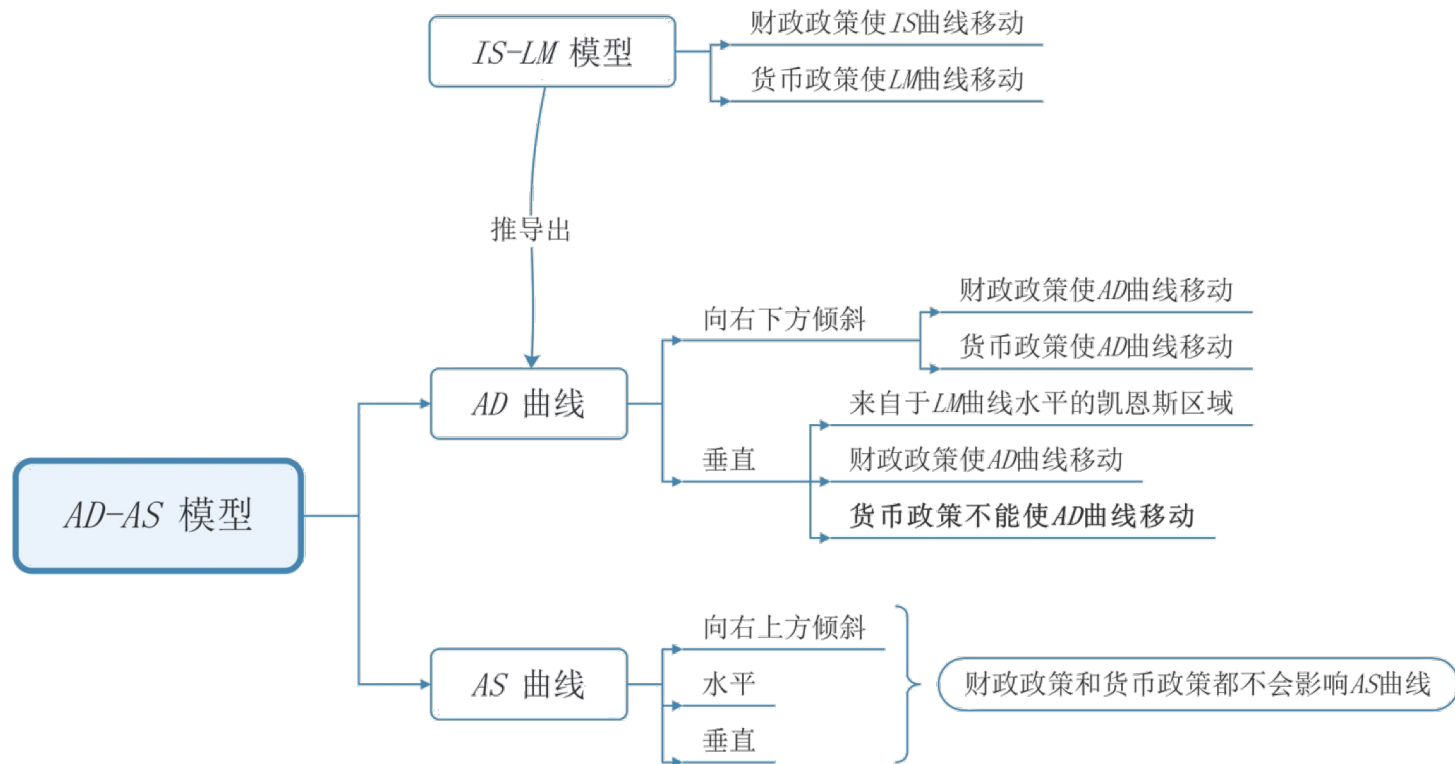 IS-LM 模型
财政政策使IS曲线移动
货币政策使LM曲线移动
推导出
AD-AS 模型
AD 曲线
向右下方倾斜
财政政策使AD曲线移动
货币政策使AD曲线移动
垂直
来自于LM曲线水平的凯恩斯区域
财政政策使AD曲线移动
货币政策不能使AD曲线移动
AS 曲线
向右上方倾斜
水平
垂直
财政政策和货币政策都不会影响AS曲线